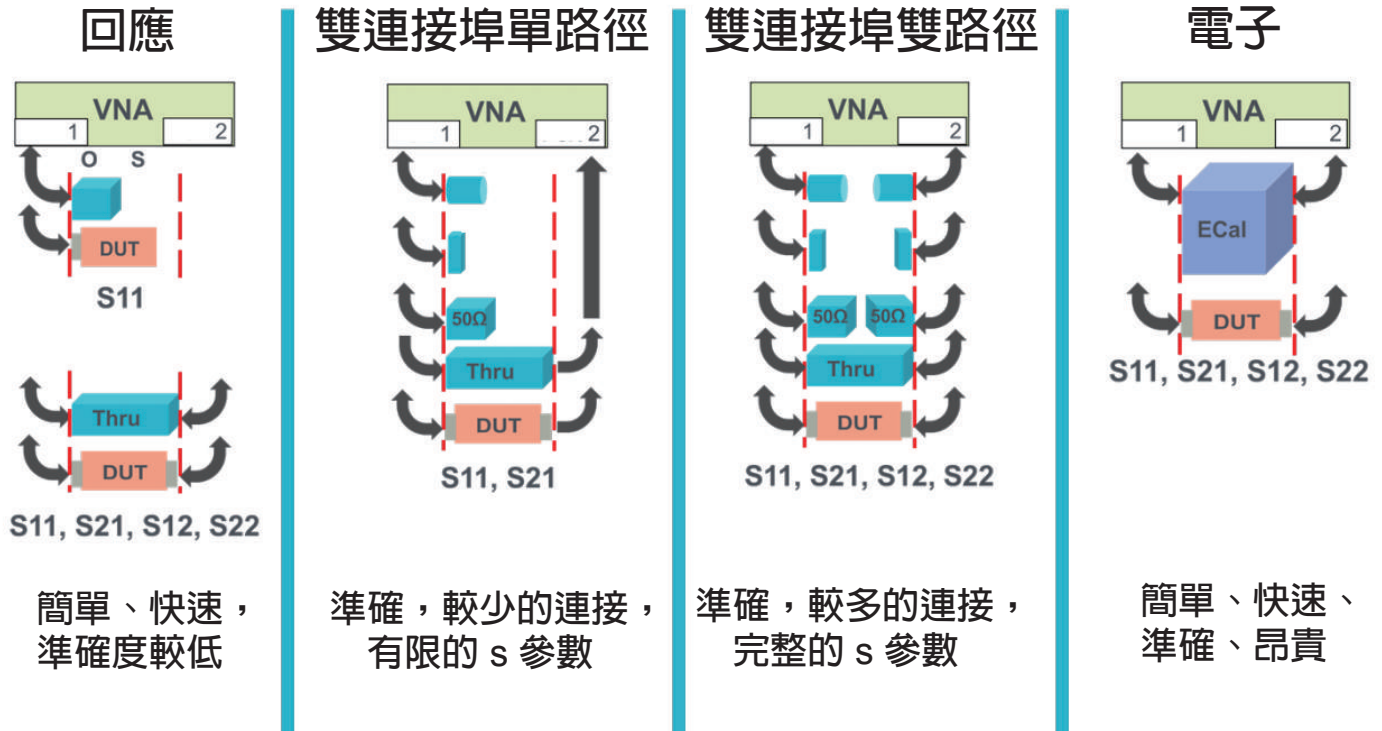 回應
VNA
1
2
O S
DUT
S11
Thru
DUT
S11, S21, S12, S22
簡單、快速，
準確度較低
雙連接埠單路徑
VNA
1
2
50Ω
Thru
DUT
S11, S21
準確，較少的連接，
有限的 s 參數
雙連接埠雙路徑
VNA
1
2
50Ω 50Ω
Thru
DUT
S11, S21, S12, S22
準確，較多的連接，
完整的 s 參數
電子
VNA
1
2
ECal
DUT
S11, S21, S12, S22
簡單、快速、
準確、昂貴